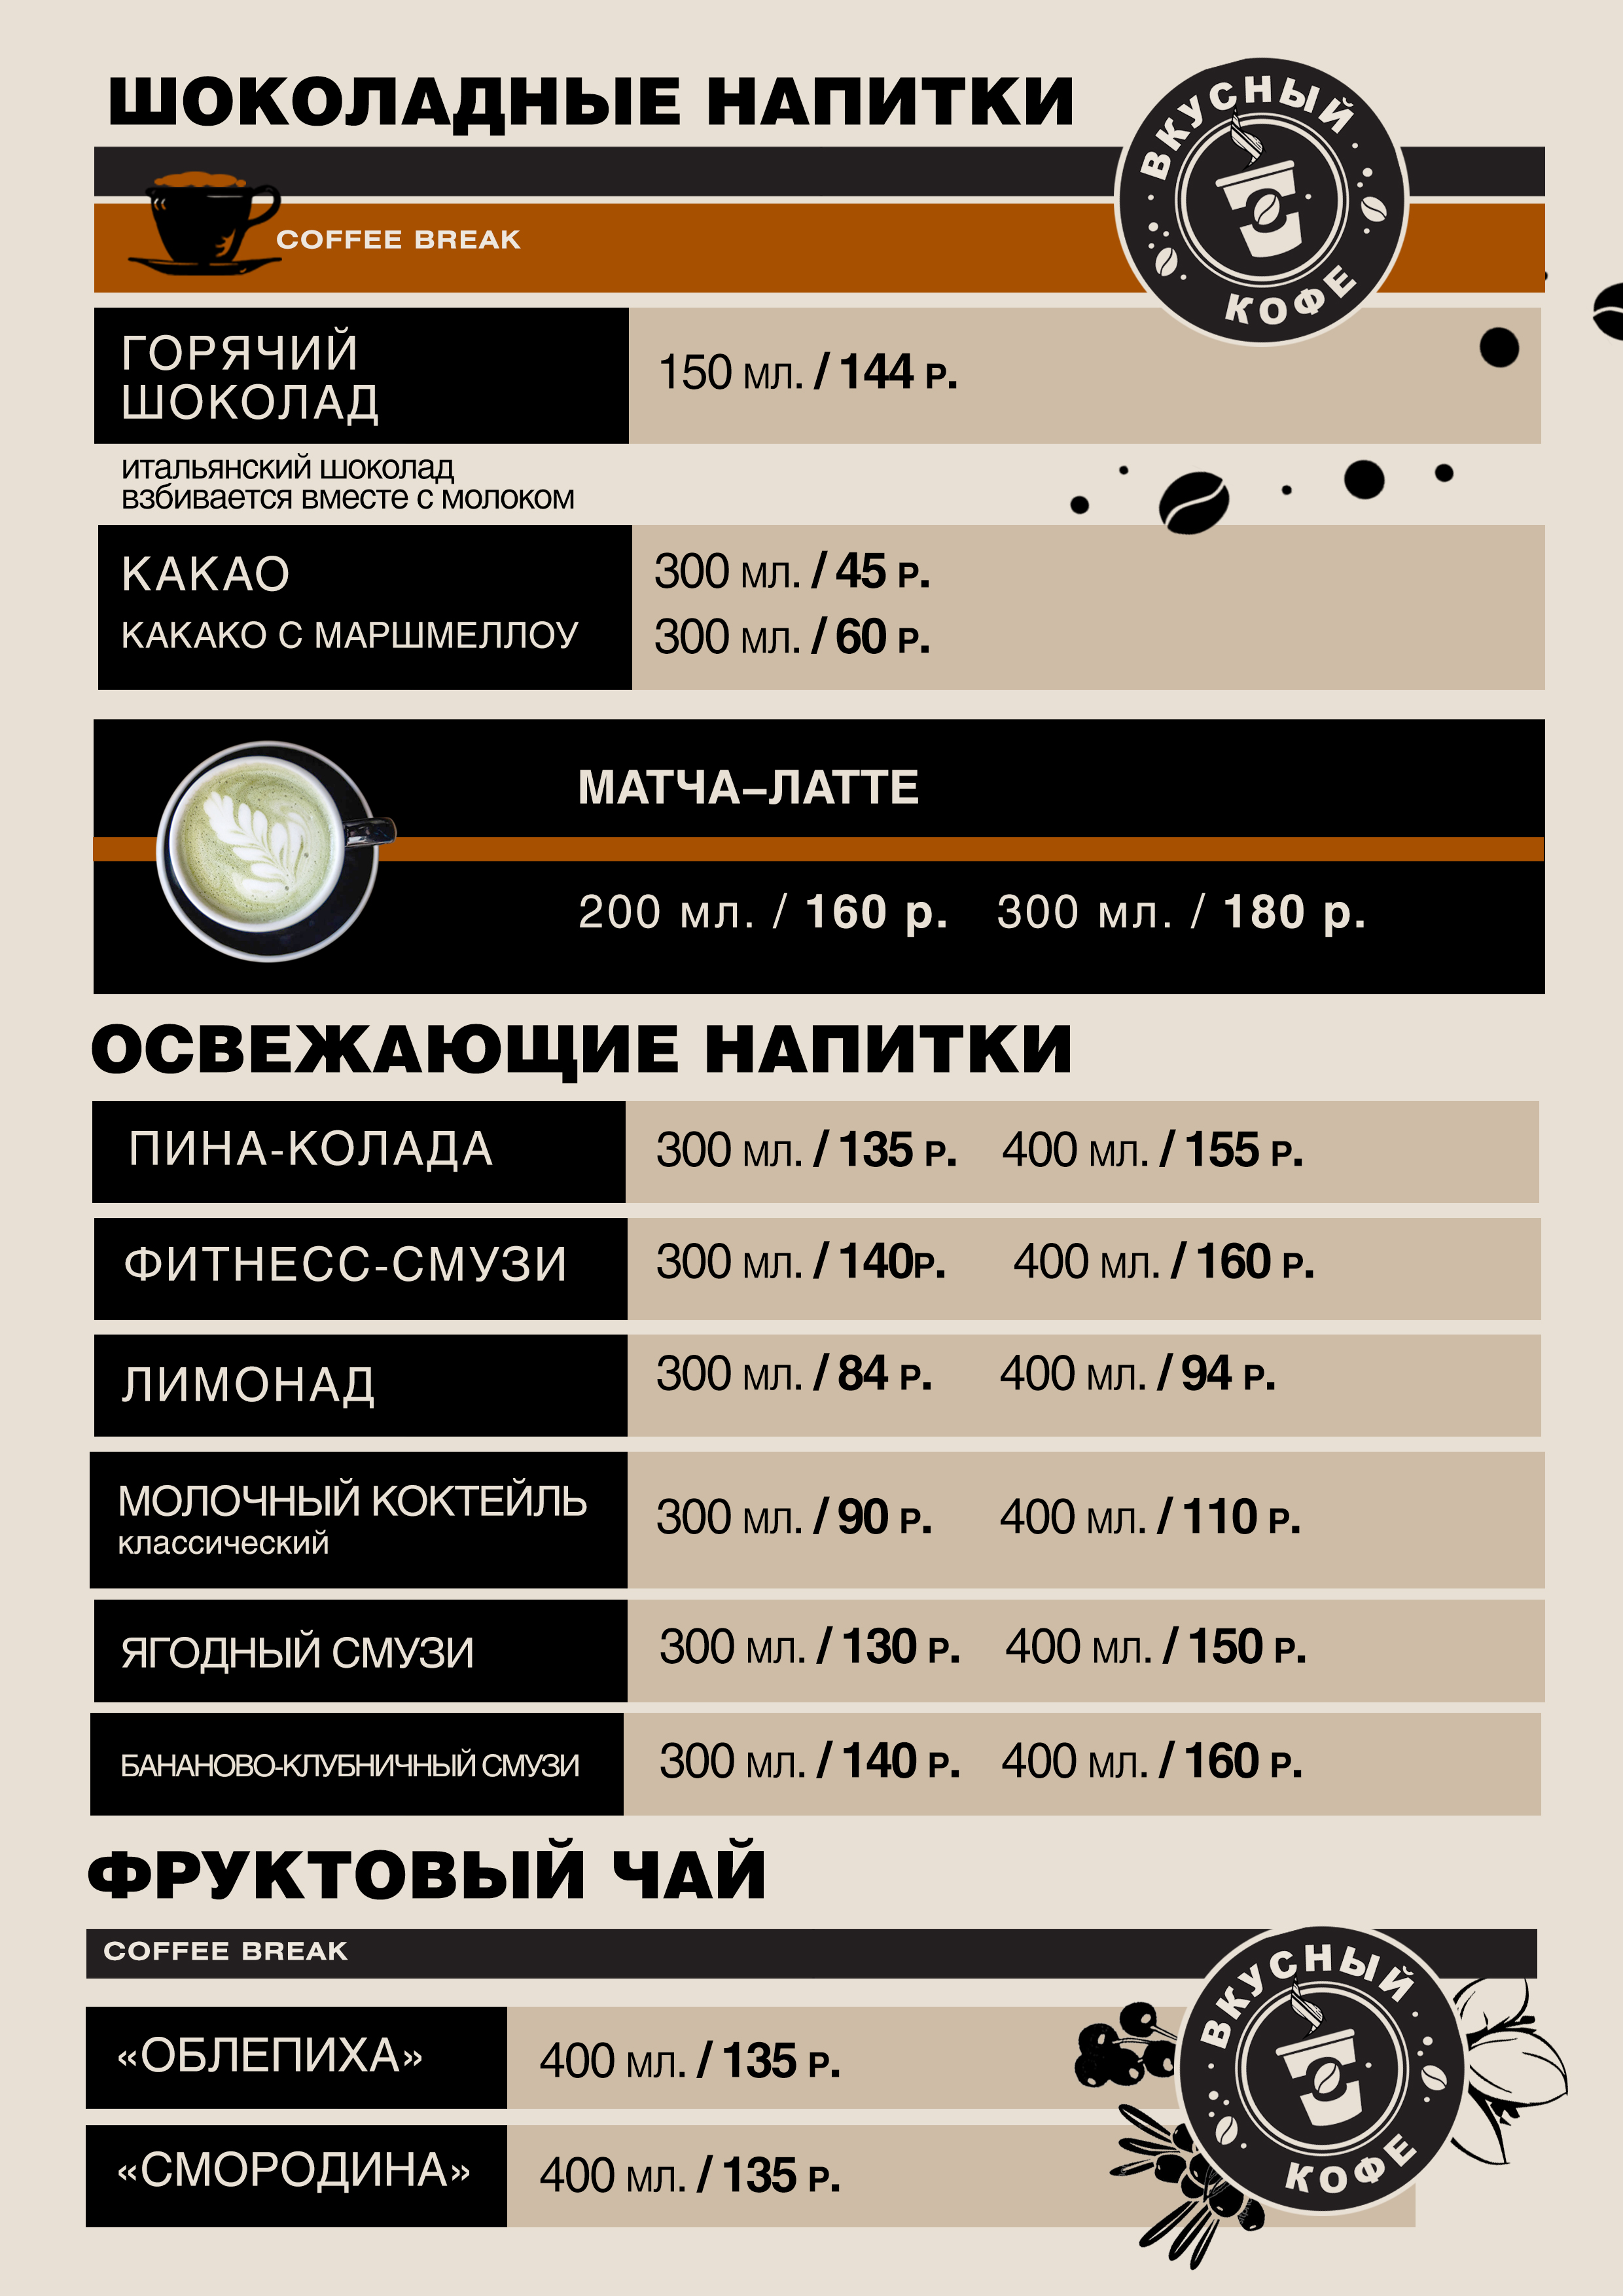 ШОКОЛАДНЫЕ НАПИТКИ
ВКУСНЫЙ
КОФЕ
COFFEE BREAK
ГОРЯЧИЙ
ШОКОЛАД
150 МЛ. / 144 Р.
итальянский шоколад
взбивается вместе с молоком
КАКАО
300 МЛ. / 45 Р.
КАКАКО С МАРШМЕЛЛОУ
300 МЛ. / 60 Р.
МАТЧА–ЛАТТЕ
200 мл. / 160 р. 300 мл. / 180 р.
ОСВЕЖАЮЩИЕ НАПИТКИ
ПИНА-КОЛАДА
300 МЛ. / 135 Р. 400 МЛ. / 155 Р.
ФИТНЕСС-СМУЗИ
300 МЛ. / 140Р. 400 МЛ. / 160 Р.
ЛИМОНАД
300 МЛ. / 84 Р. 400 МЛ. / 94 Р.
МОЛОЧНЫЙ КОКТЕЙЛЬ
классический
300 МЛ. / 90 Р. 400 МЛ. / 110 Р.
ЯГОДНЫЙ СМУЗИ
300 МЛ. / 130 Р. 400 МЛ. / 150 Р.
БАНАНОВО-КЛУБНИЧНЫЙ СМУЗИ
300 МЛ. / 140 Р. 400 МЛ. / 160 Р.
ФРУКТОВЫЙ ЧАЙ
COFFEE BREAK
ВКУСНЫЙ
КОФЕ
«ОБЛЕПИХА»
400 МЛ. / 135 Р.
«СМОРОДИНА»
400 МЛ. / 135 Р.